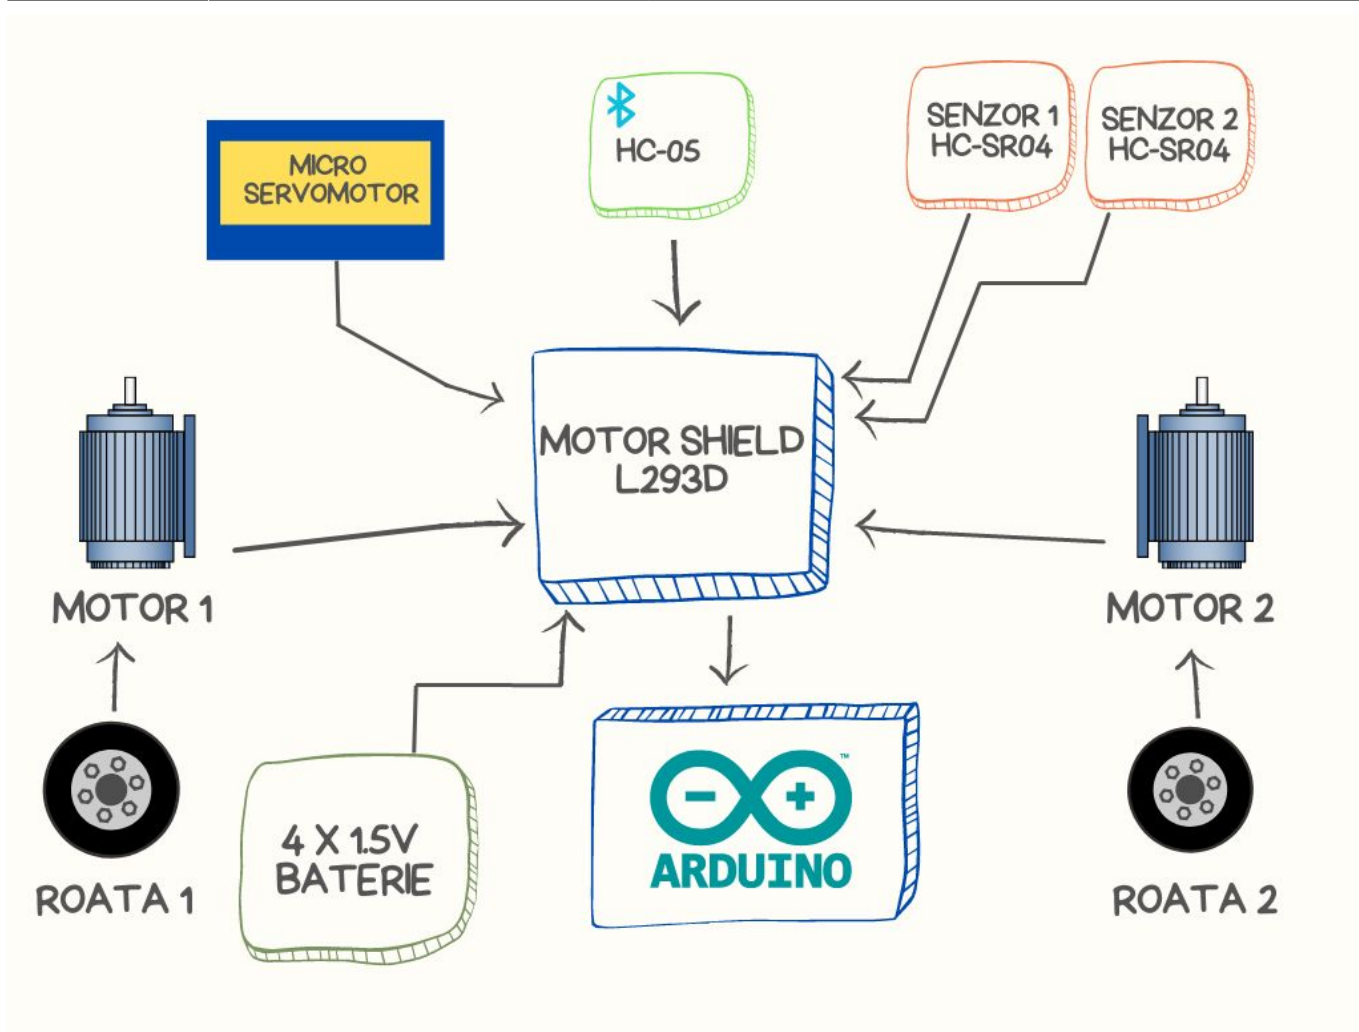 MICRO
SERVOMOTOR
HC-05
SENZOR 1
HC-SR04
SENZOR 2
HC-SR04
MOTOR SHIELD
L293D
MOTOR 1
MOTOR 2
ROATA 1
4 X 1.5V
BATERIE
TM
ARDUINO
ROATA 2